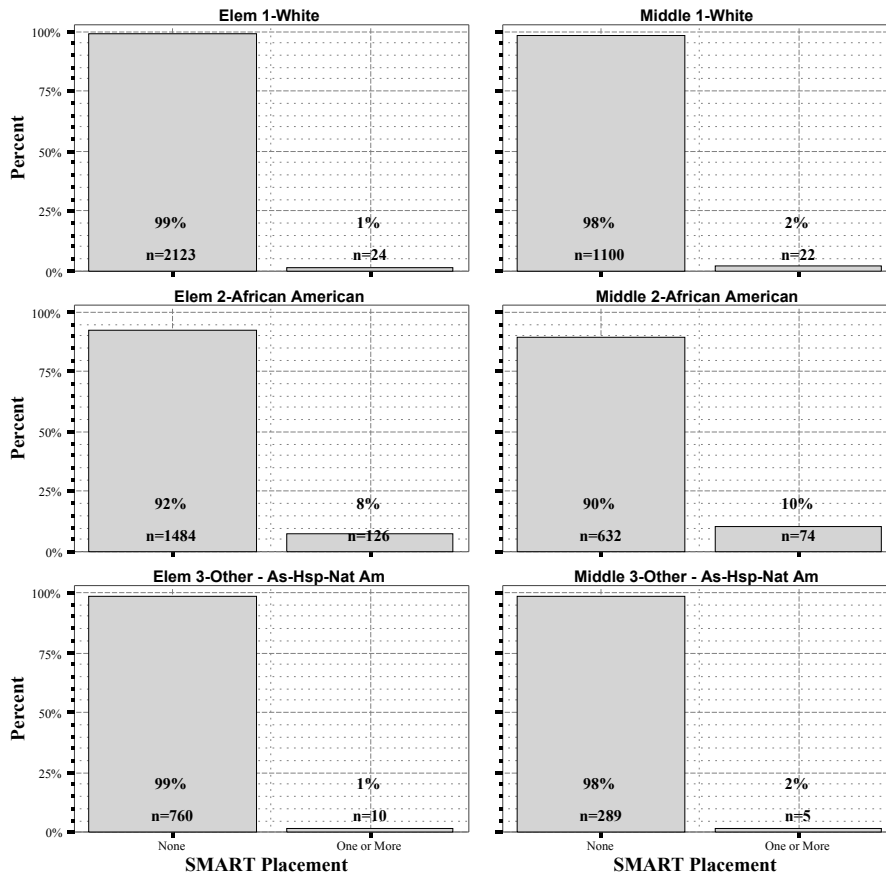 Elem 1-White
Middle 1-White
Percent
100%
75%
50%
25%
0%
99%
1%
n=2123
n=24
98%
2%
n=1100
n=22
Elem 2-African American
Middle 2-African American
Percent
100%
75%
50%
25%
0%
92%
8%
n=1484
n=126
90%
10%
n=632
n=74
Elem 3-Other - As-Hsp-Nat Am
Middle 3-Other - As-Hsp-Nat Am
Percent
100%
75%
50%
25%
0%
99%
1%
n=760
n=10
98%
2%
n=289
n=5
None
One or More
None
One or More
SMART Placement
SMART Placement